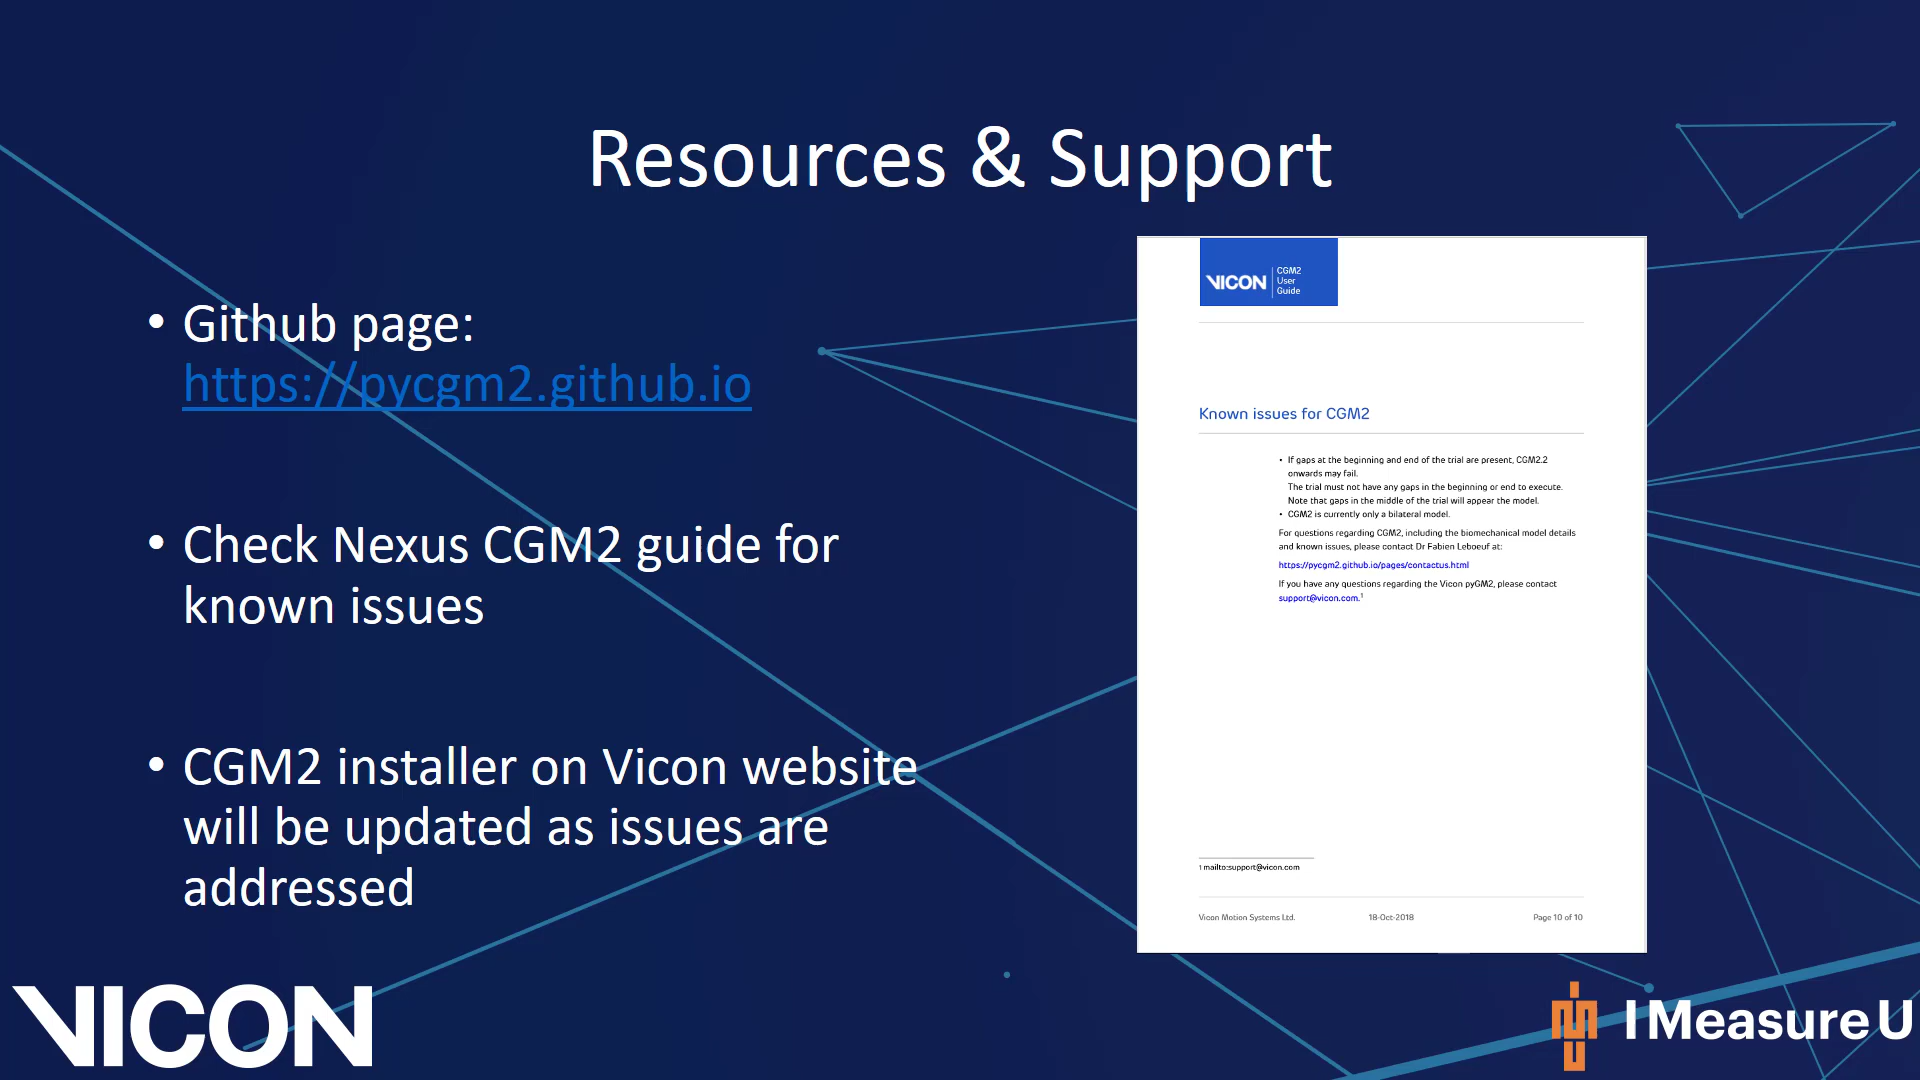 Resources & Support
• Github page:
https://pycgm2.github.io
• Check Nexus CGM2 guide for
known issues
• CGM2 installer on Vicon website
will be updated as issues are
addressed
VICON
CGM2
User
Guide
Known issues for CGM2
• If gaps at the beginning and end of the trial are present, CGM2.2
onwards may fail.
The trial must not have any gaps in the beginning or end to execute.
Note that gaps in the middle of the trial will appear the model.
• CGM2 is currently only a bilateral model.
For questions regarding CGM2, including the biomechanical model details
and known issues, please contact Dr Fabien Leboeuf at:
https://pycgm2.github.io/pages/contactus.html
If you have any questions regarding the Vicon pyGM2, please contact
support@vicon.com.1
1 mailto:support@vicon.com
Vicon Motion Systems Ltd. 18-Oct-2018 Page 10 of 10
VICON
I Measure U